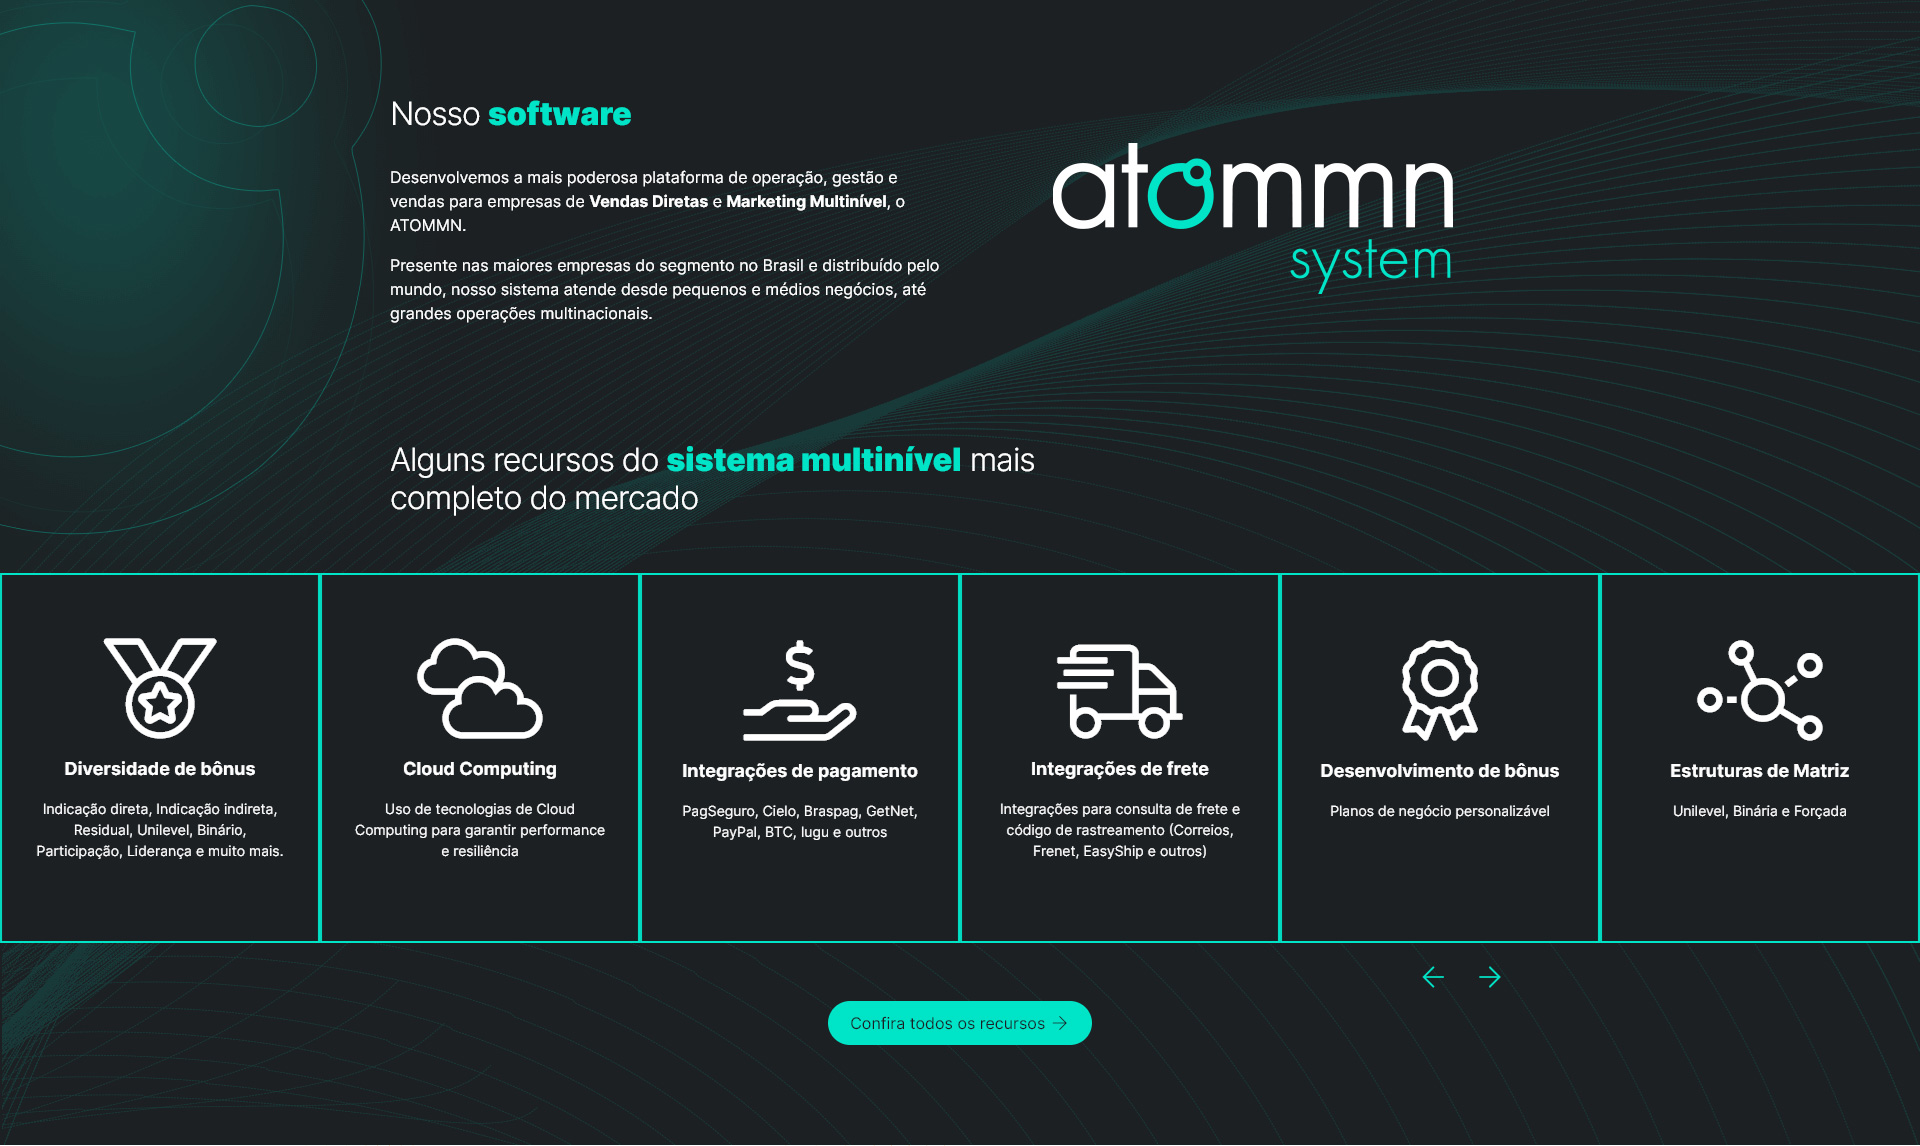 Nosso software
Desenvolvemos a mais poderosa plataforma de operação, gestão e
vendas para empresas de Vendas Diretas e Marketing Multinível, o
ATOMMN.
Presente nas maiores empresas do segmento no Brasil e distribuído pelo
mundo, nosso sistema atende desde pequenos e médios negócios, até
grandes operações multinacionais.
atommn
system
Alguns recursos do sistema multinível mais
completo do mercado
Diversidade de bônus
Indicação direta, Indicação indireta,
Residual, Unilevel, Binário,
Participação, Liderança e muito mais.
Cloud Computing
Uso de tecnologias de Cloud
Computing para garantir performance
e resiliência
$
Integrações de pagamento
PagSeguro, Cielo, Braspag, GetNet,
PayPal, BTC, Iugu e outros
Integrações de frete
Integrações para consulta de frete e
código de rastreamento (Correios,
Frenet, EasyShip e outros)
Desenvolvimento de bônus
Planos de negócio personalizável
Estruturas de Matriz
Unilevel, Binária e Forçada
Confira todos os recursos